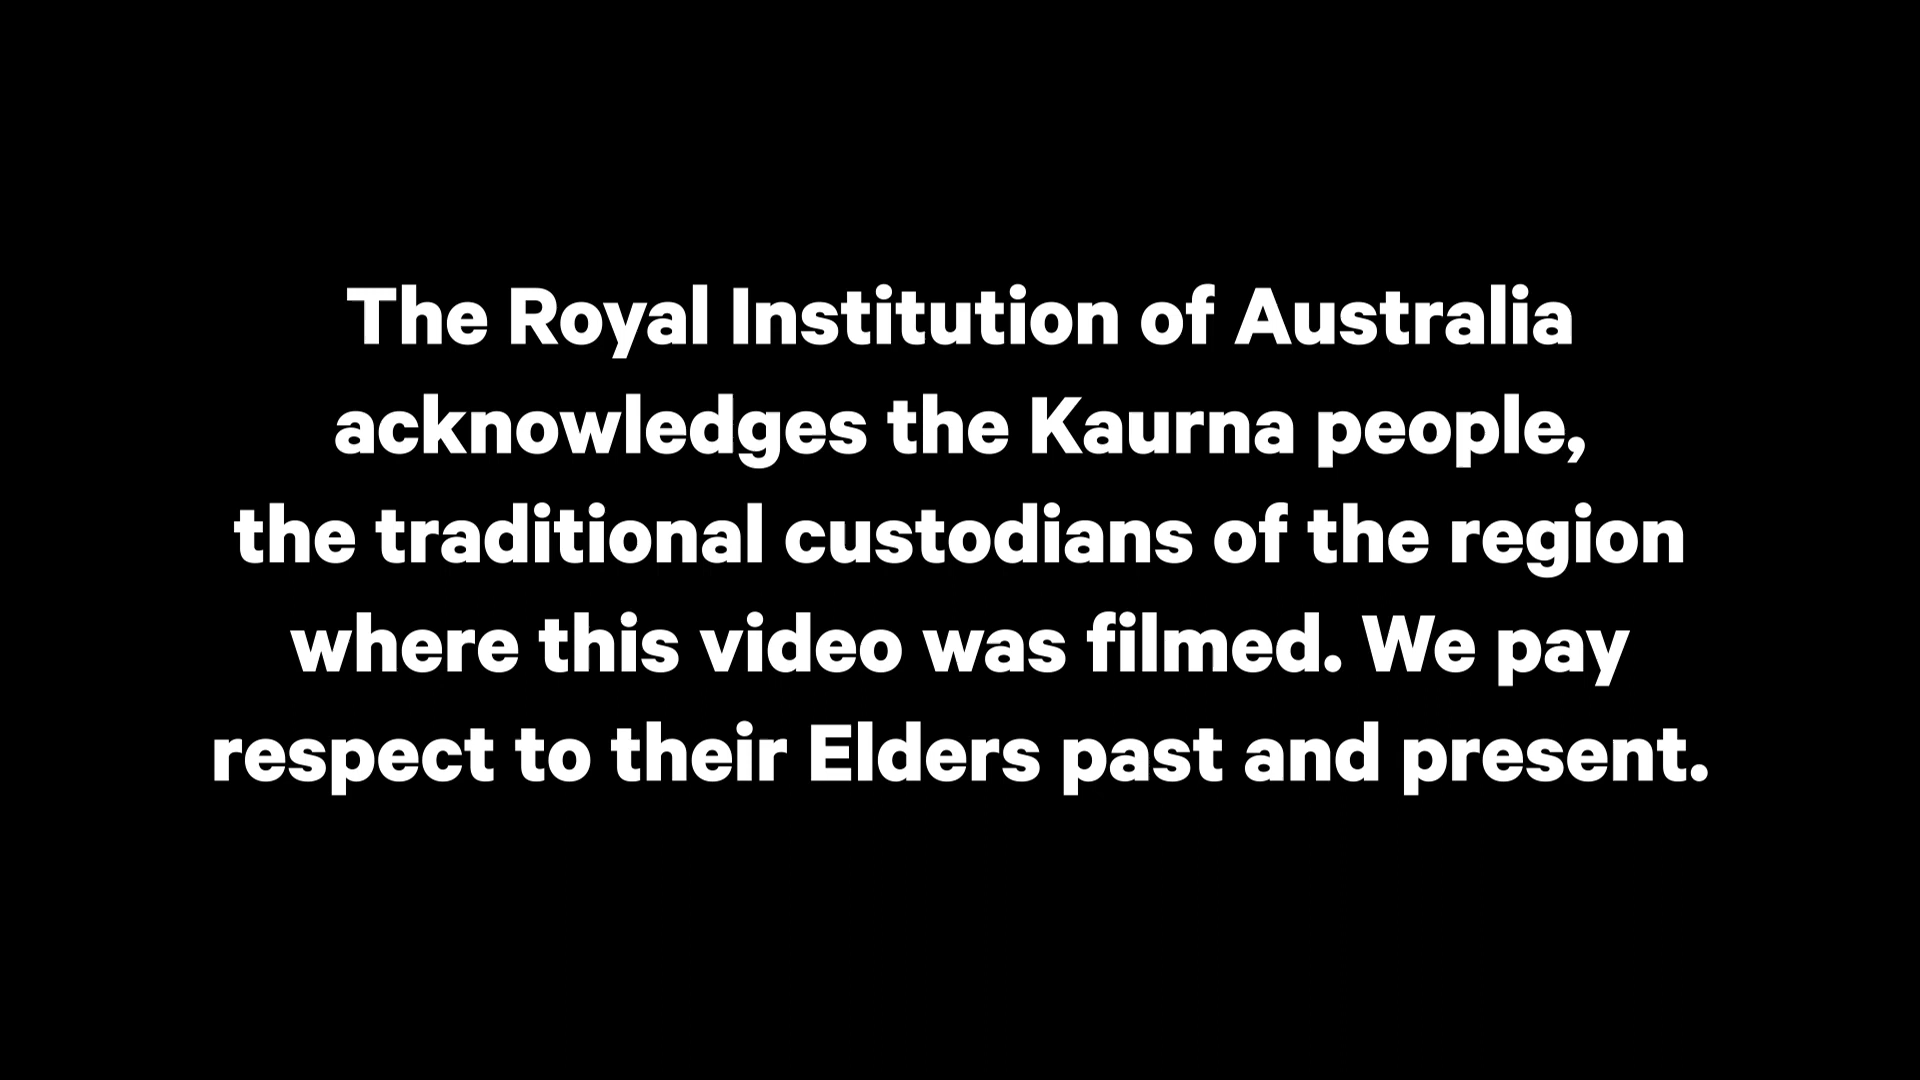 The Royal Institution of Australia
acknowledges the Kaurna people,
the traditional custodians of the region
where this video was filmed. We pay
respect to their Elders past and present.